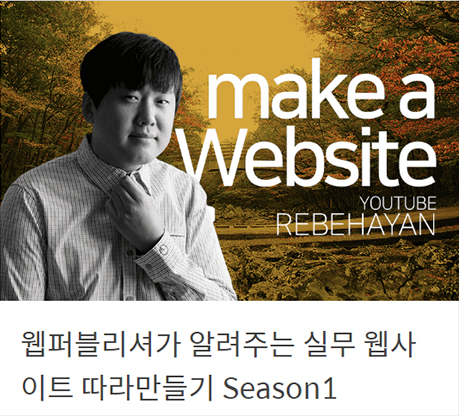 make a
Website
YOUTUBE
REBEHAYAN
웹퍼블리셔가 알려주는 실무 웹사
이트 따라만들기 Season1